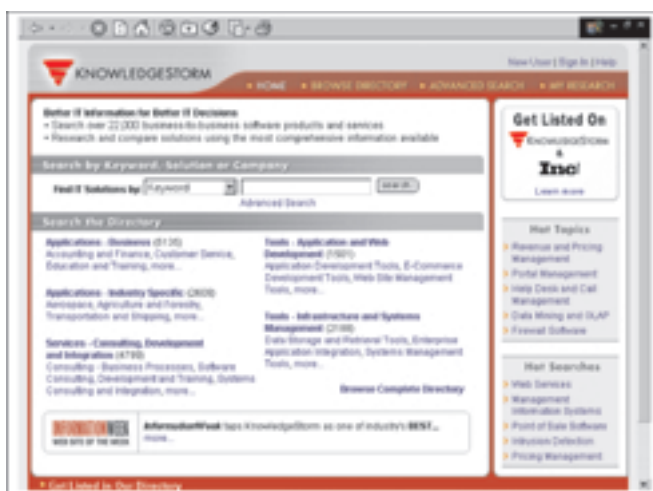 New User | Sign In | Help
KNOWLEDGESTORM
HOME BROWSE DIRECTORY ADVANCED SEARCH MY RESEARCH
Better IT Information for Better IT Decisions
• Search over 22,000 business-to-business software products and services
• Research and compare solutions using the most comprehensive information available
Search by Keyword, Solution or Company
Find IT Solutions by: Keyword search
Advanced Search
Search the Directory
Applications - Business
Accounting and Finance, Customer Service,
Education and Training, more...
Applications - Industry Specific
Aerospace, Agriculture and Forestry,
Transportation and Shipping, more...
Services - Consulting, Development
and Integration
Consulting - Business Processes, Software
Consulting, Development and Training, Systems
Consulting and Integration, more...
Tools - Application and Web
Development
Application Development Tools, E-Commerce
Development Tools, Web Site Management
Tools, more...
Tools - Infrastructure and Systems
Management
Data Storage and Retrieval Tools, Enterprise
Application Integration, Systems Management
Tools, more...
Browse Complete Directory
INFORMATIONWEEK
WEB SITE OF THE WEEK
InformationWeek taps KnowledgeStorm as one of industry's BEST...
more...
Get Listed in Our Directory
Get Listed On
KNOWLEDGESTORM
&
Inc
Learn more
Hot Topics
Revenue and Pricing
Management
Portal Management
Help Desk and Call
Management
Data Mining and OLAP
Firewall Software
Hot Searches
Web Services
Management
Information Systems
Point of Sale Software
Intrusion Detection
Pricing Management